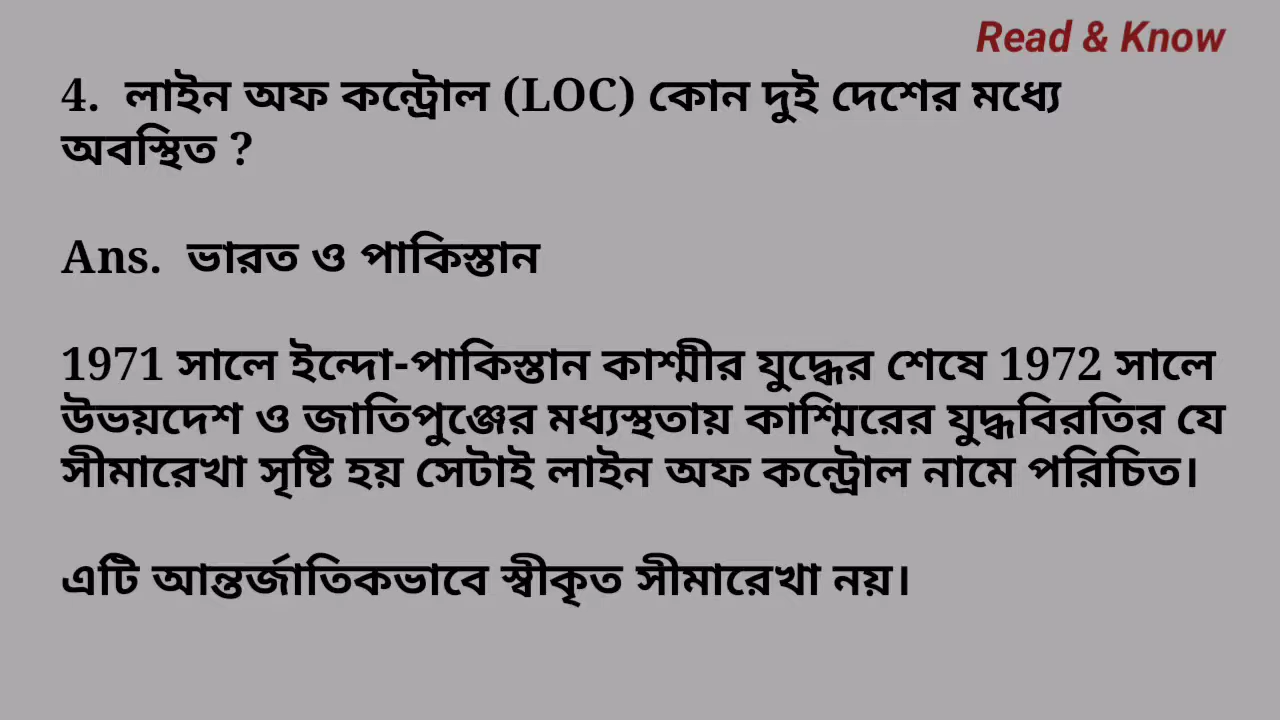 Read & Know
4. লাইন অফ কন্ট্রোল (LOC) কোন দুই দেশের মধ্যে
অবস্থিত ?
Ans. ভারত ও পাকিস্তান
1971 সালে ইন্দো-পাকিস্তান কাশ্মীর যুদ্ধের শেষে 1972 সালে
উভয়দেশ ও জাতিপুঞ্জের মধ্যস্থতায় কাশ্মিরের যুদ্ধবিরতির যে
সীমারেখা সৃষ্টি হয় সেটাই লাইন অফ কন্ট্রোল নামে পরিচিত।
এটি আন্তর্জাতিকভাবে স্বীকৃত সীমারেখা নয়।